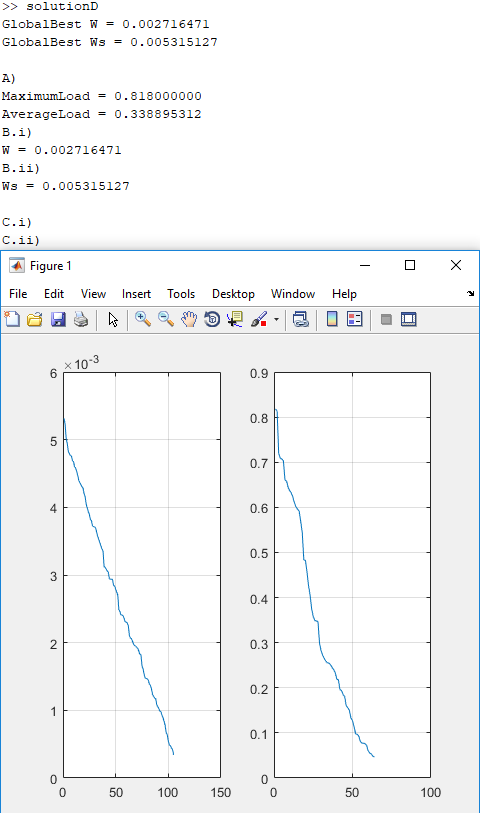 >> solutionD
GlobalBest W = 0.002716471
GlobalBest Ws = 0.005315127
A)
MaximumLoad = 0.818000000
AverageLoad = 0.338895312
B.i)
W = 0.002716471
B.ii)
Ws = 0.005315127
C.i)
C.ii)
Figure 1
File Edit View Insert Tools Desktop Window Help
×10-3
6
5
4
3
2
1
0
0 50 100 150
0.9
0.8
0.7
0.6
0.5
0.4
0.3
0.2
0.1
0
0 50 100